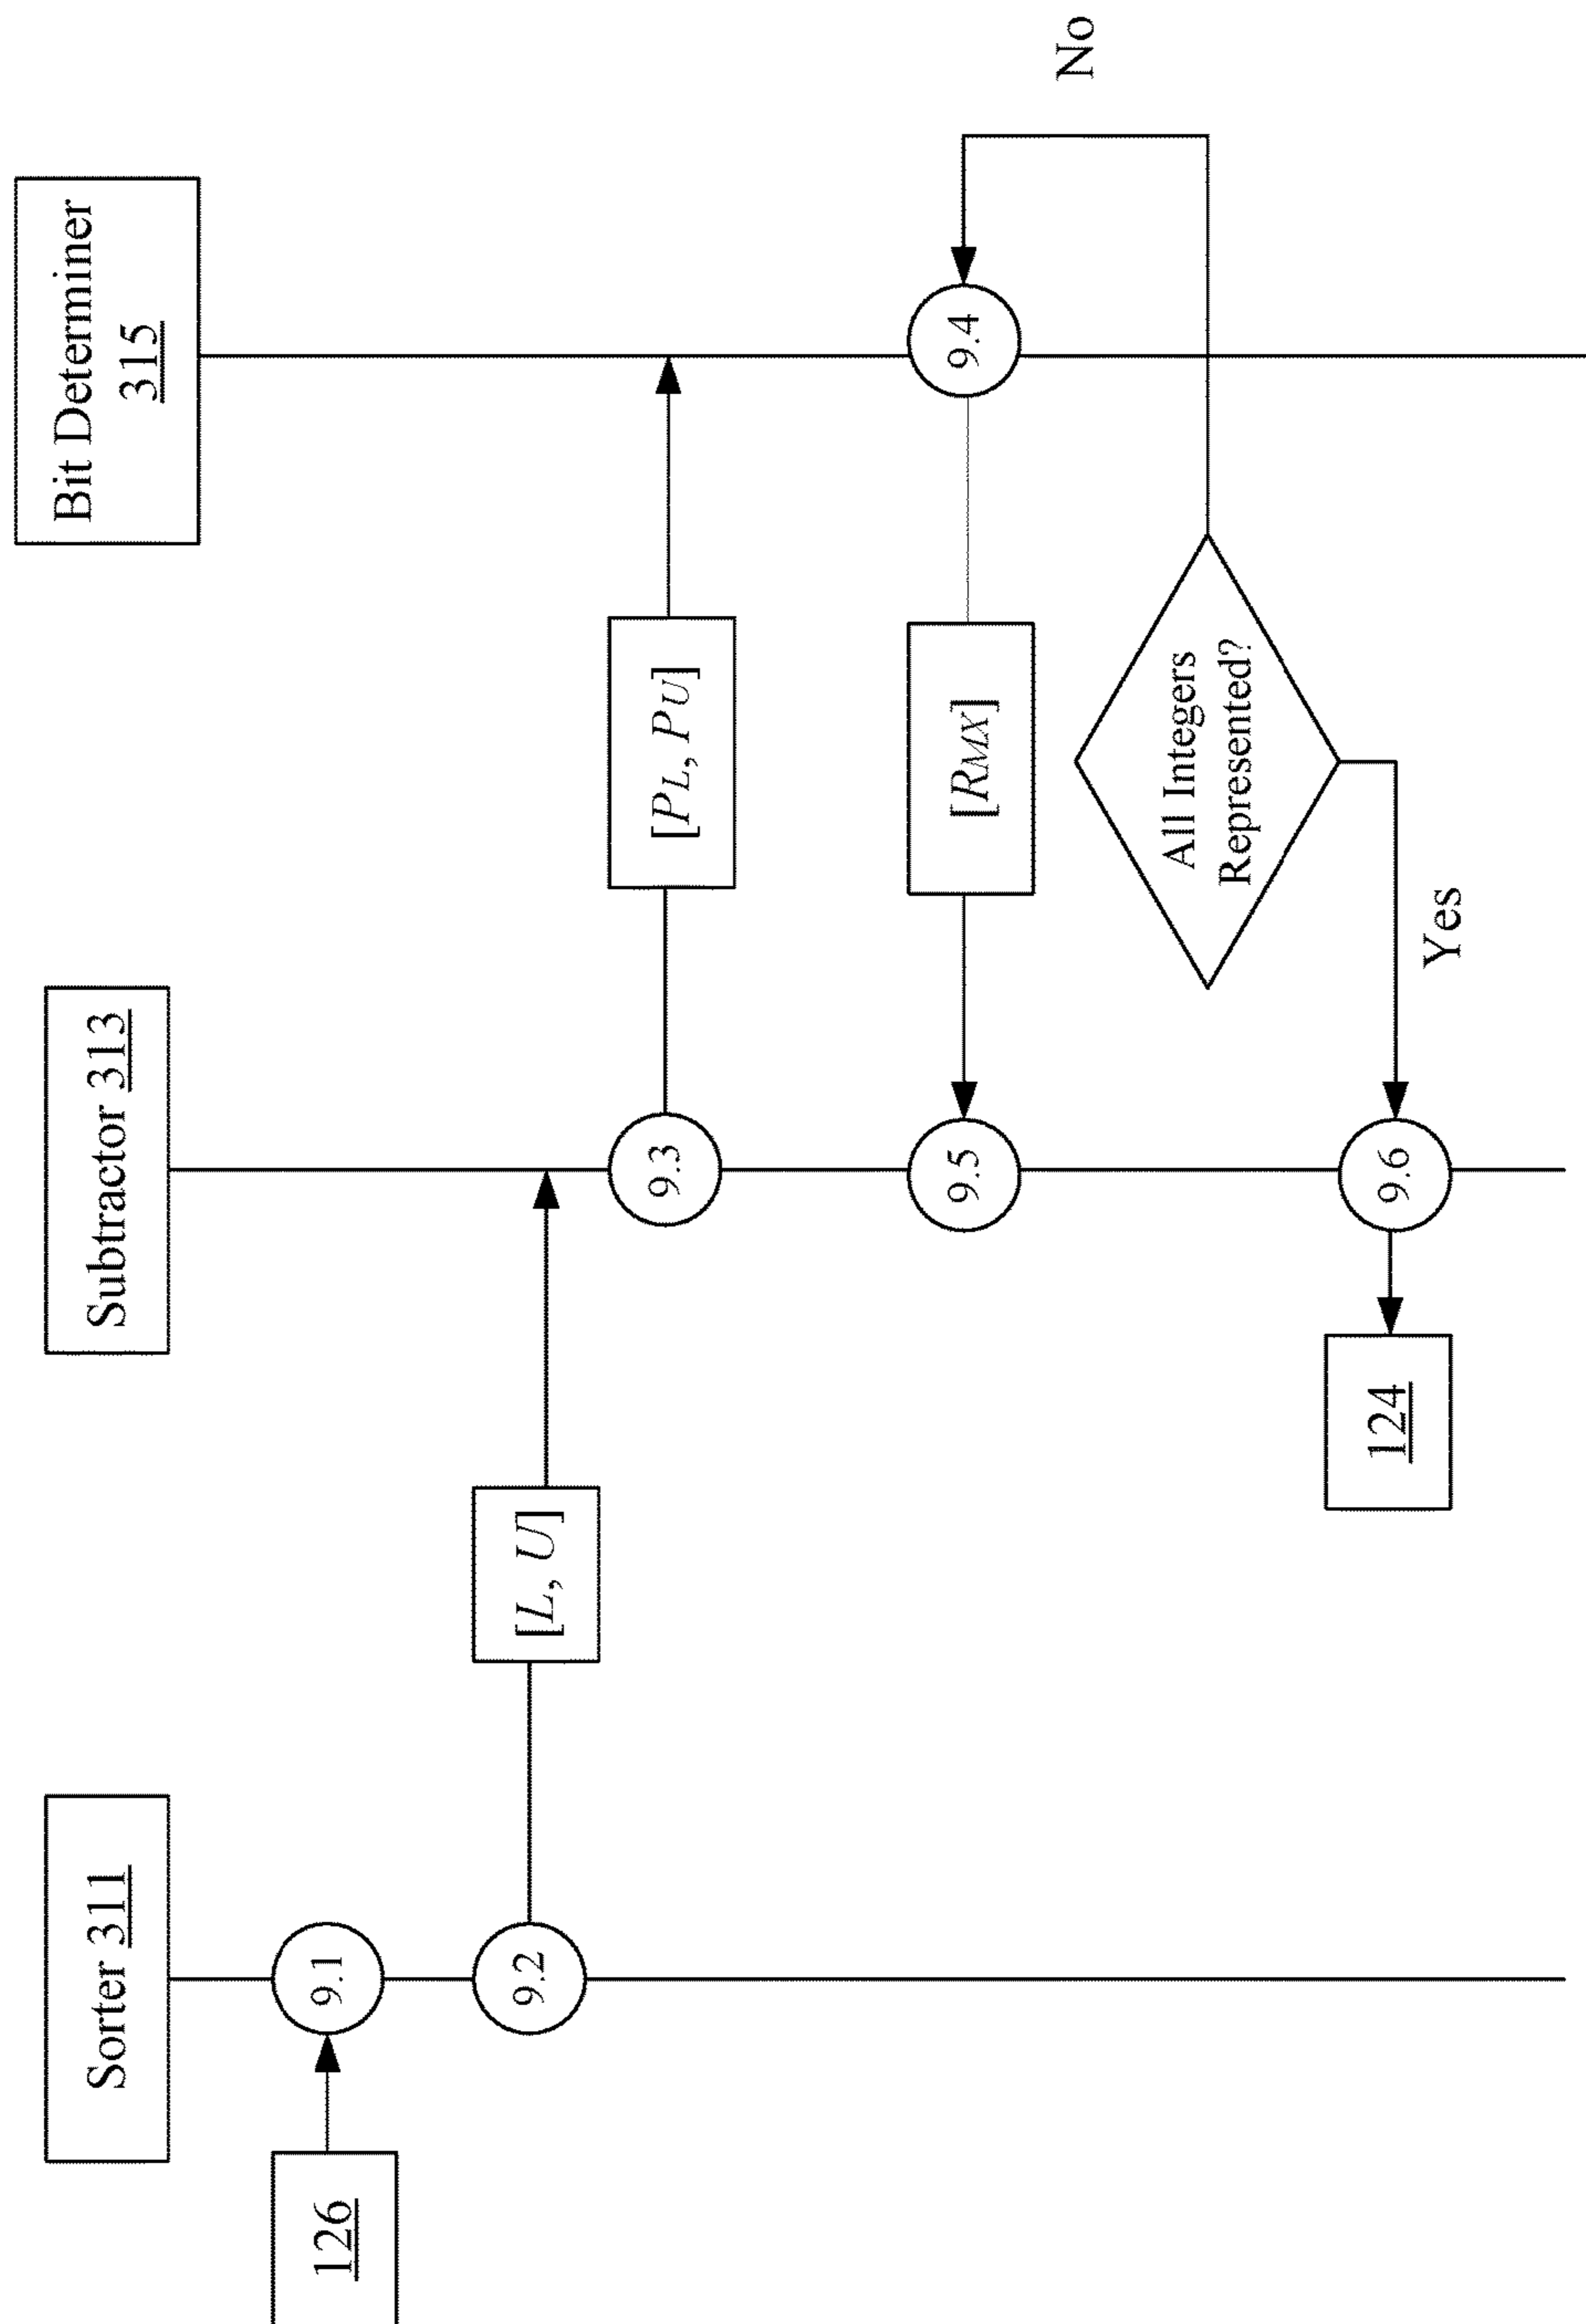 Sorter 311
Subtractor 313
Bit Determiner
315
126
9.1
9.2
[L, U]
9.3
[PL, PU]
9.4
[RMX]
9.5
All Integers
Represented?
No
Yes
9.6
124